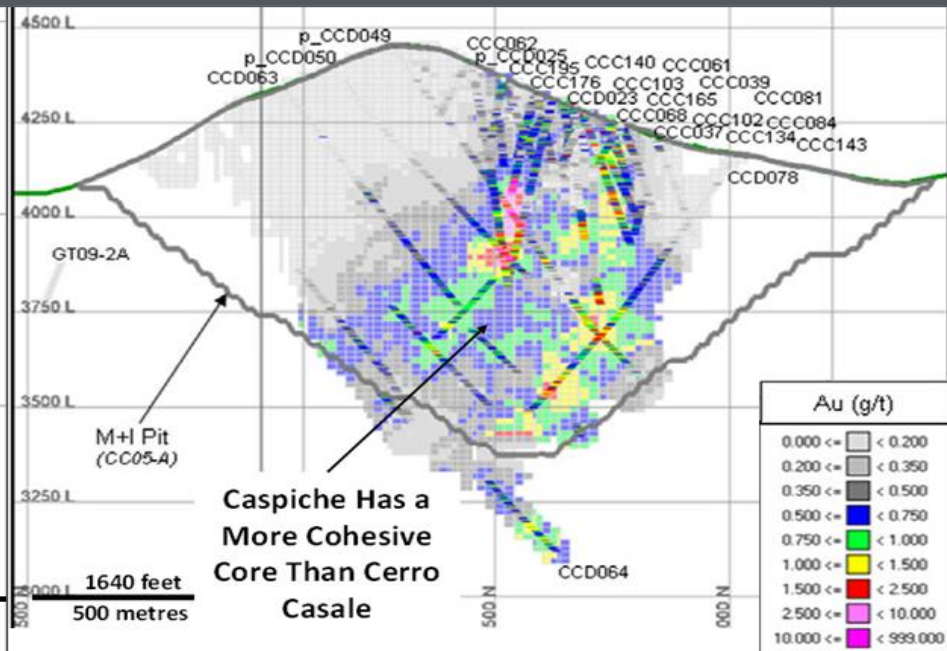 4500 L
p_CCD049
CCC062
p_CCD050
p_CCD025
CCC140
CCC061
CCD063
CCC195
CCC176
CCC103
CCC039
CCD023
CCC165
CCC081
4250 L
CCC068
CCC102
CCC084
CCC037
CCC134
CCC143
CCD078
4000 L
GT09-2A
3750 L
3500 L
M+I Pit
(CC05-A)
3250 L
Caspiche Has a
More Cohesive
Core Than Cerro
Casale
CCD064
1640 feet
500 metres
000 L
500 N
000 N
Au (g/t)
0.000 <= < 0.200
0.200 <= < 0.350
0.350 <= < 0.500
0.500 <= < 0.750
0.750 <= < 1.000
1.000 <= < 1.500
1.500 <= < 2.500
2.500 <= < 10.000
10.000 <= < 999.000